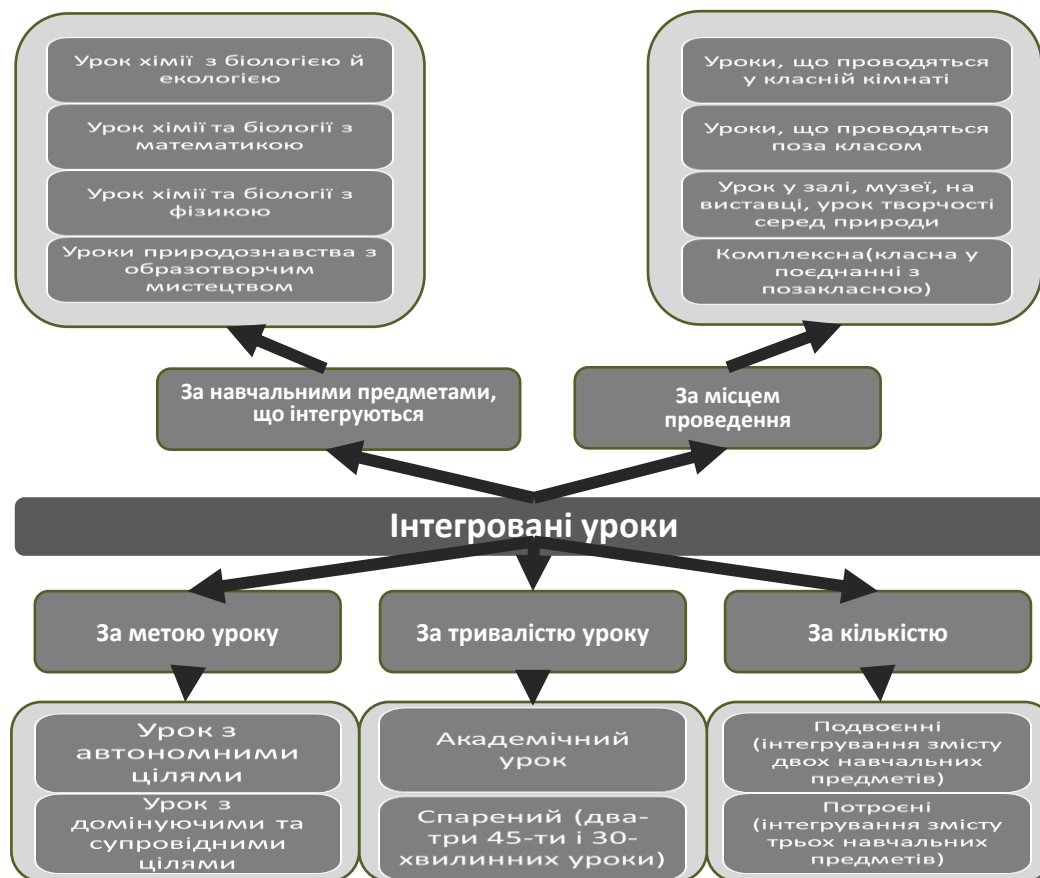 Урок хімії з біологією й
екологією
Урок хімії та біології з
математикою
Урок хімії та біології з
фізикою
Уроки природознавства з
образотворчим
мистецтвом
Уроки, що проводяться
у класній кімнаті
Уроки, що проводяться
поза класом
Урок у залі, музеї, на
виставці, урок творчості
серед природи
Комплексна(класна у
поєднанні з
позакласною)
За навчальними предметами,
що інтегруються
За місцем
проведення
Інтегровані уроки
За метою уроку
За тривалістю уроку
За кількістю
Урок з
автономними
цілями
Урок з
домінуючими та
супровідними
цілями
Академічний
урок
Спарений (два-
три 45-ти і 30-
хвилинних уроки)
Подвоєнні
(інтегрування змісту
двох навчальних
предметів)
Потроєні
(інтегрування змісту
трьох навчальних
предметів)